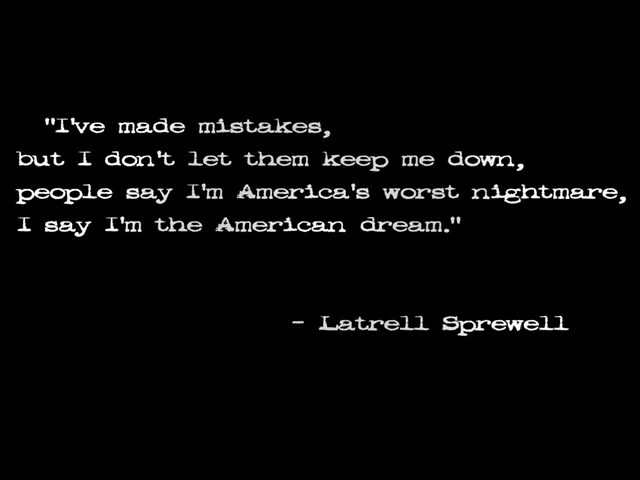 "I've made mistakes,
but I don't let them keep me down,
people say I'm America's worst nightmare,
I say I'm the American dream."
- Latrell Sprewell